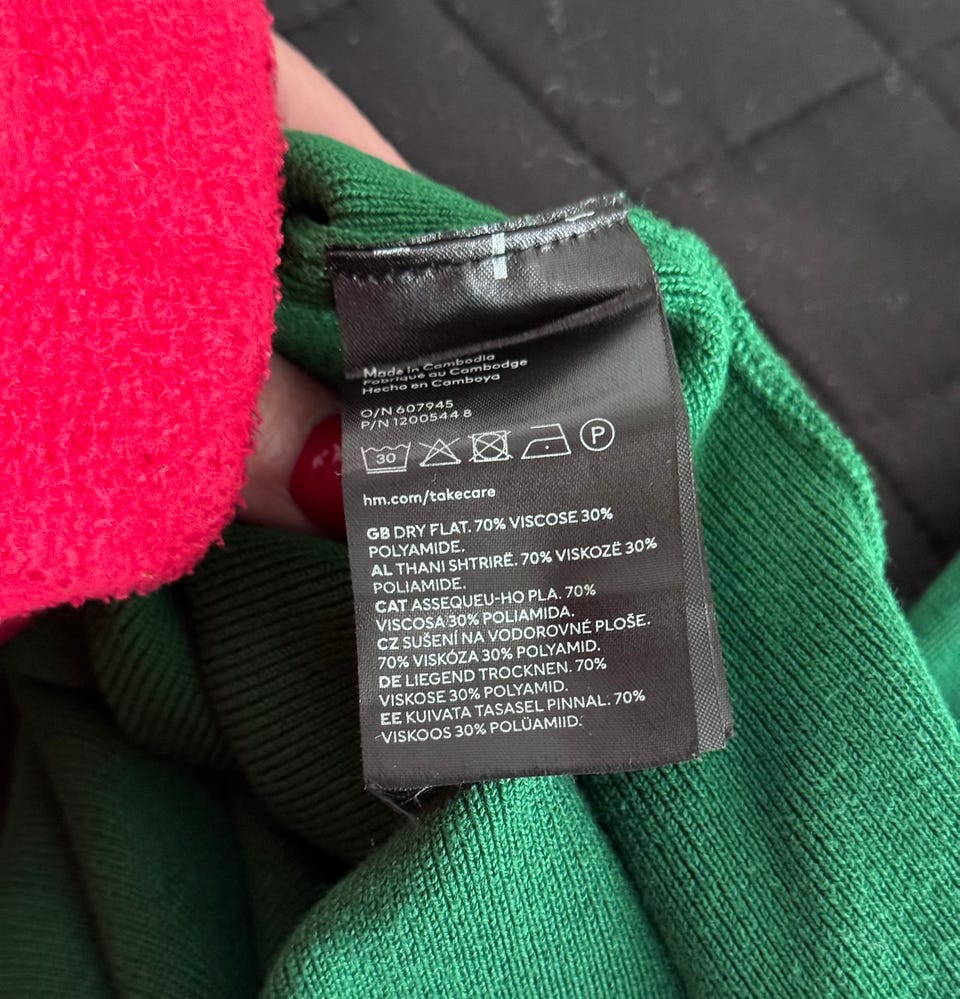 Made in Cambodia
Fabriqué au Cambodge
Hecho en Camboya
O/N 607945
P/N 1200544 8
30
P
hm.com/takecare
GB DRY FLAT. 70% VISCOSE 30%
POLYAMIDE.
AL THANI SHTRIRË. 70% VISKOZË 30%
POLIAMIDE.
CAT ASSEQUEU-HO PLA. 70%
VISCOSA 30% POLIAMIDA.
CZ SUŠENÍ NA VODOROVNÉ PLOŠE.
70% VISKÓZA 30% POLYAMID.
DE LIEGEND TROCKNEN. 70%
VISKOSE 30% POLYAMID.
EE KUIVATA TASASEL PINNAL. 70%
VISKOOS 30% POLÜAMIID.